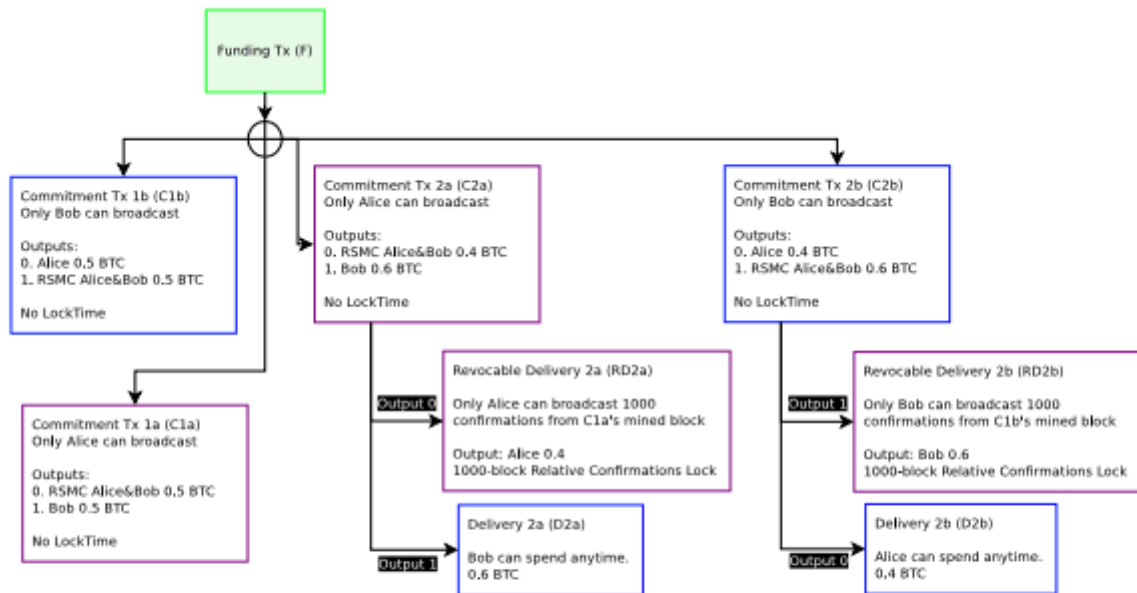 Funding Tx (F)
Commitment Tx 1b (C1b)
Only Bob can broadcast
Outputs:
0. Alice 0.5 BTC
1. RSMC Alice&Bob 0.5 BTC
No LockTime
Commitment Tx 2a (C2a)
Only Alice can broadcast
Outputs:
0. RSMC Alice&Bob 0.4 BTC
1. Bob 0.6 BTC
No LockTime
Commitment Tx 2b (C2b)
Only Bob can broadcast
Outputs:
0. Alice 0.4 BTC
1. RSMC Alice&Bob 0.6 BTC
No LockTime
Commitment Tx 1a (C1a)
Only Alice can broadcast
Outputs:
0. RSMC Alice&Bob 0.5 BTC
1. Bob 0.5 BTC
No LockTime
Output 0
Revocable Delivery 2a (RD2a)
Only Alice can broadcast 1000
confirmations from C1a's mined block
Output: Alice 0.4
1000-block Relative Confirmations Lock
Output 1
Revocable Delivery 2b (RD2b)
Only Bob can broadcast 1000
confirmations from C1b's mined block
Output: Bob 0.6
1000-block Relative Confirmations Lock
Output 1
Delivery 2a (D2a)
Bob can spend anytime.
0.6 BTC
Output 0
Delivery 2b (D2b)
Alice can spend anytime.
0.4 BTC